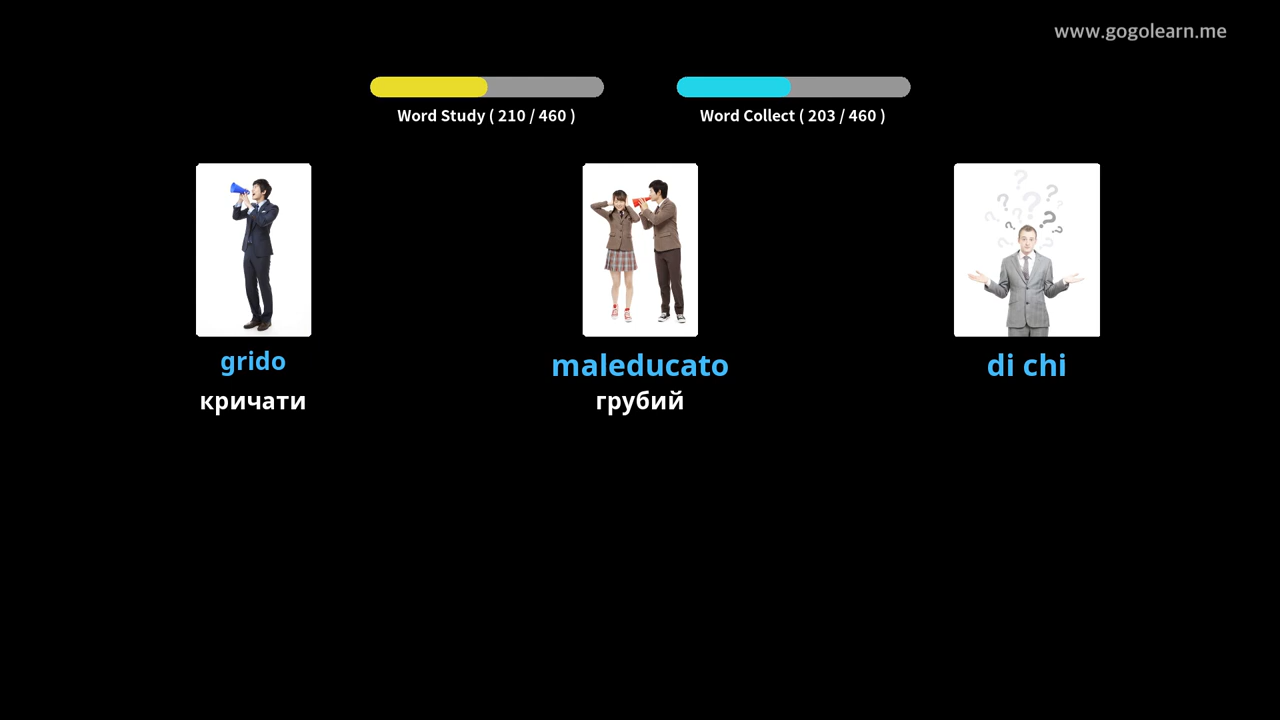 www.gogolearn.me
Word Study ( 210 / 460 )
Word Collect ( 203 / 460 )
grido
кричати
maleducato
грубий
di chi